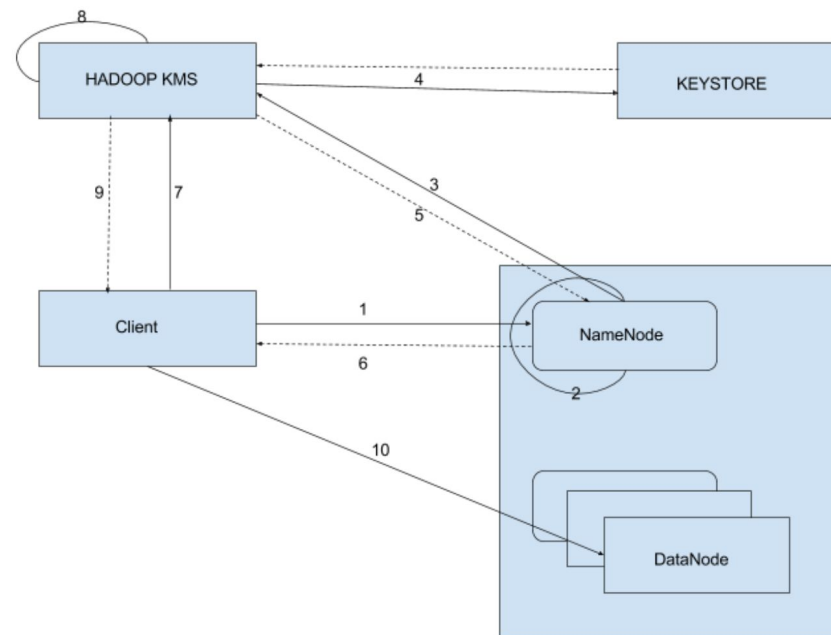 8
HADOOP KMS
4
KEYSTORE
3
9
7
5
1
Client
NameNode
6
2
10
DataNode